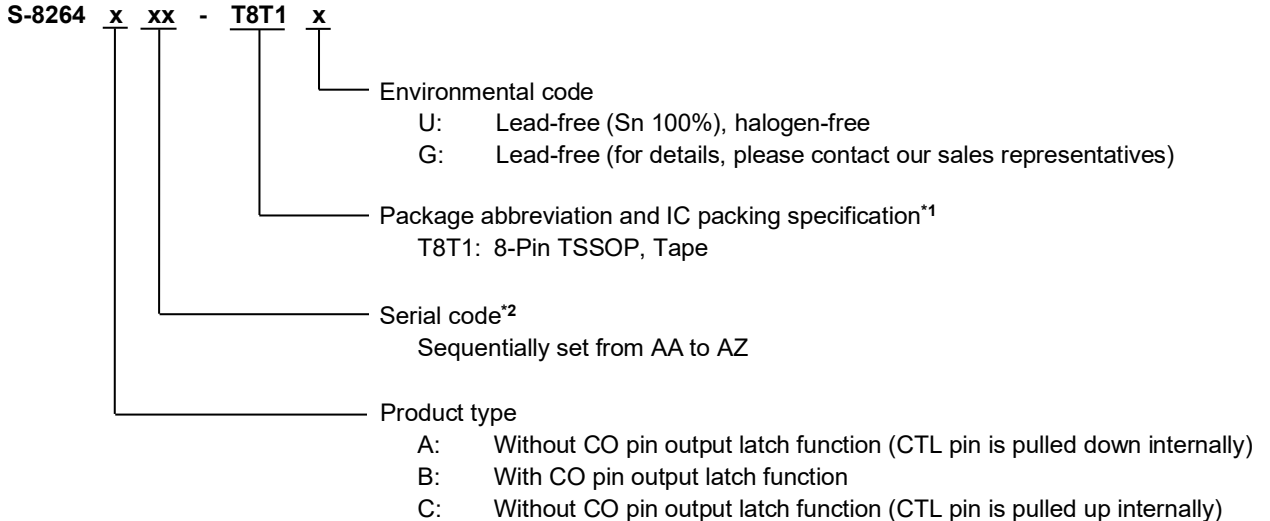 S-8264 x xx - T8T1 x
Environmental code
U: Lead-free (Sn 100%), halogen-free
G: Lead-free (for details, please contact our sales representatives)
Package abbreviation and IC packing specification*1
T8T1: 8-Pin TSSOP, Tape
Serial code*2
Sequentially set from AA to AZ
Product type
A: Without CO pin output latch function (CTL pin is pulled down internally)
B: With CO pin output latch function
C: Without CO pin output latch function (CTL pin is pulled up internally)